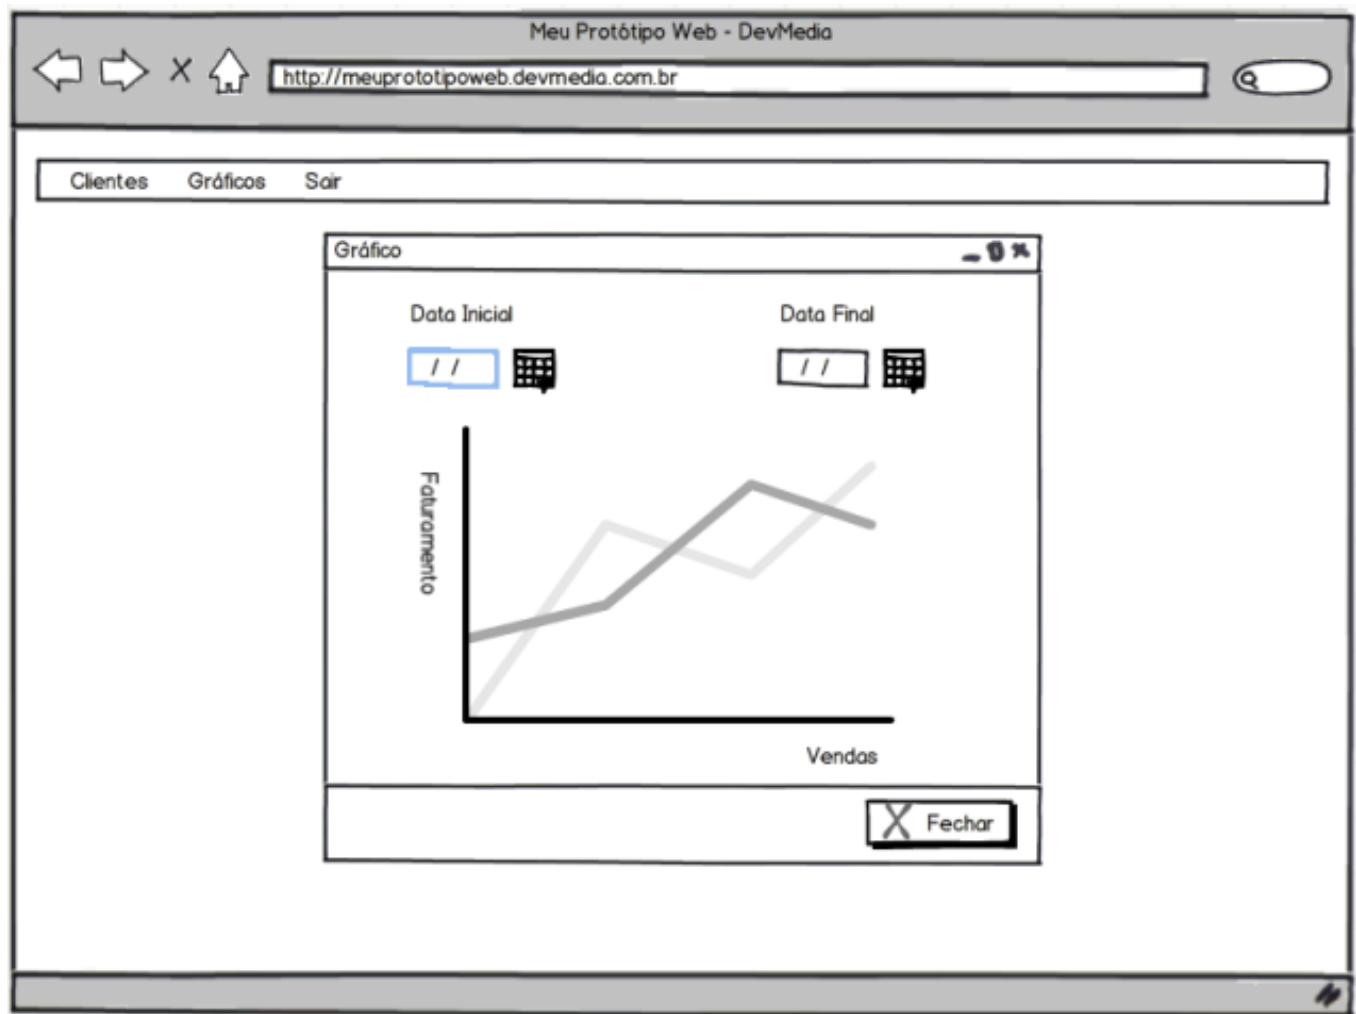 Meu Protótipo Web - DevMedia
http://meuprototipoweb.devmedia.com.br
Clientes Gráficos Sair
Gráfico
Data Inicial Data Final
/ / / /
Faturamento
Vendas
Fechar